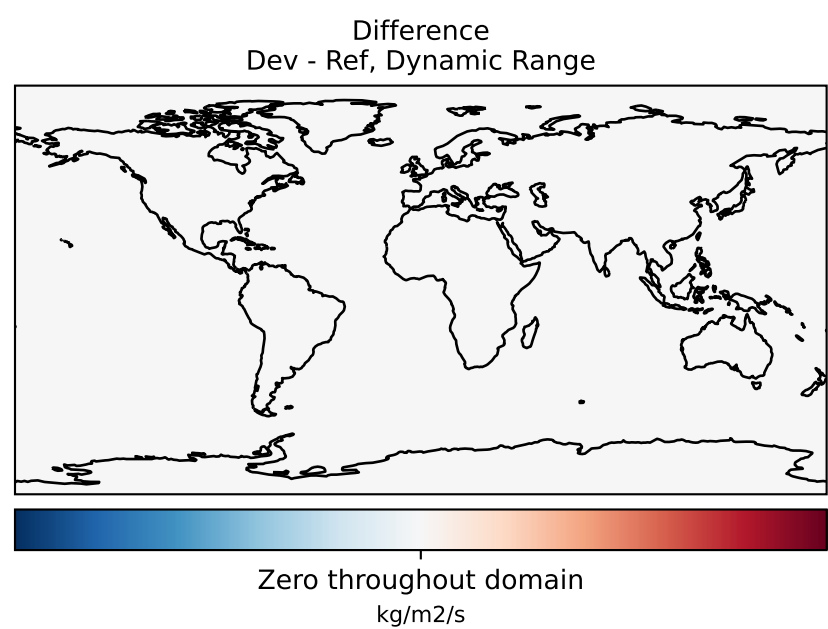 Difference
Dev - Ref, Dynamic Range
Zero throughout domain
kg/m2/s